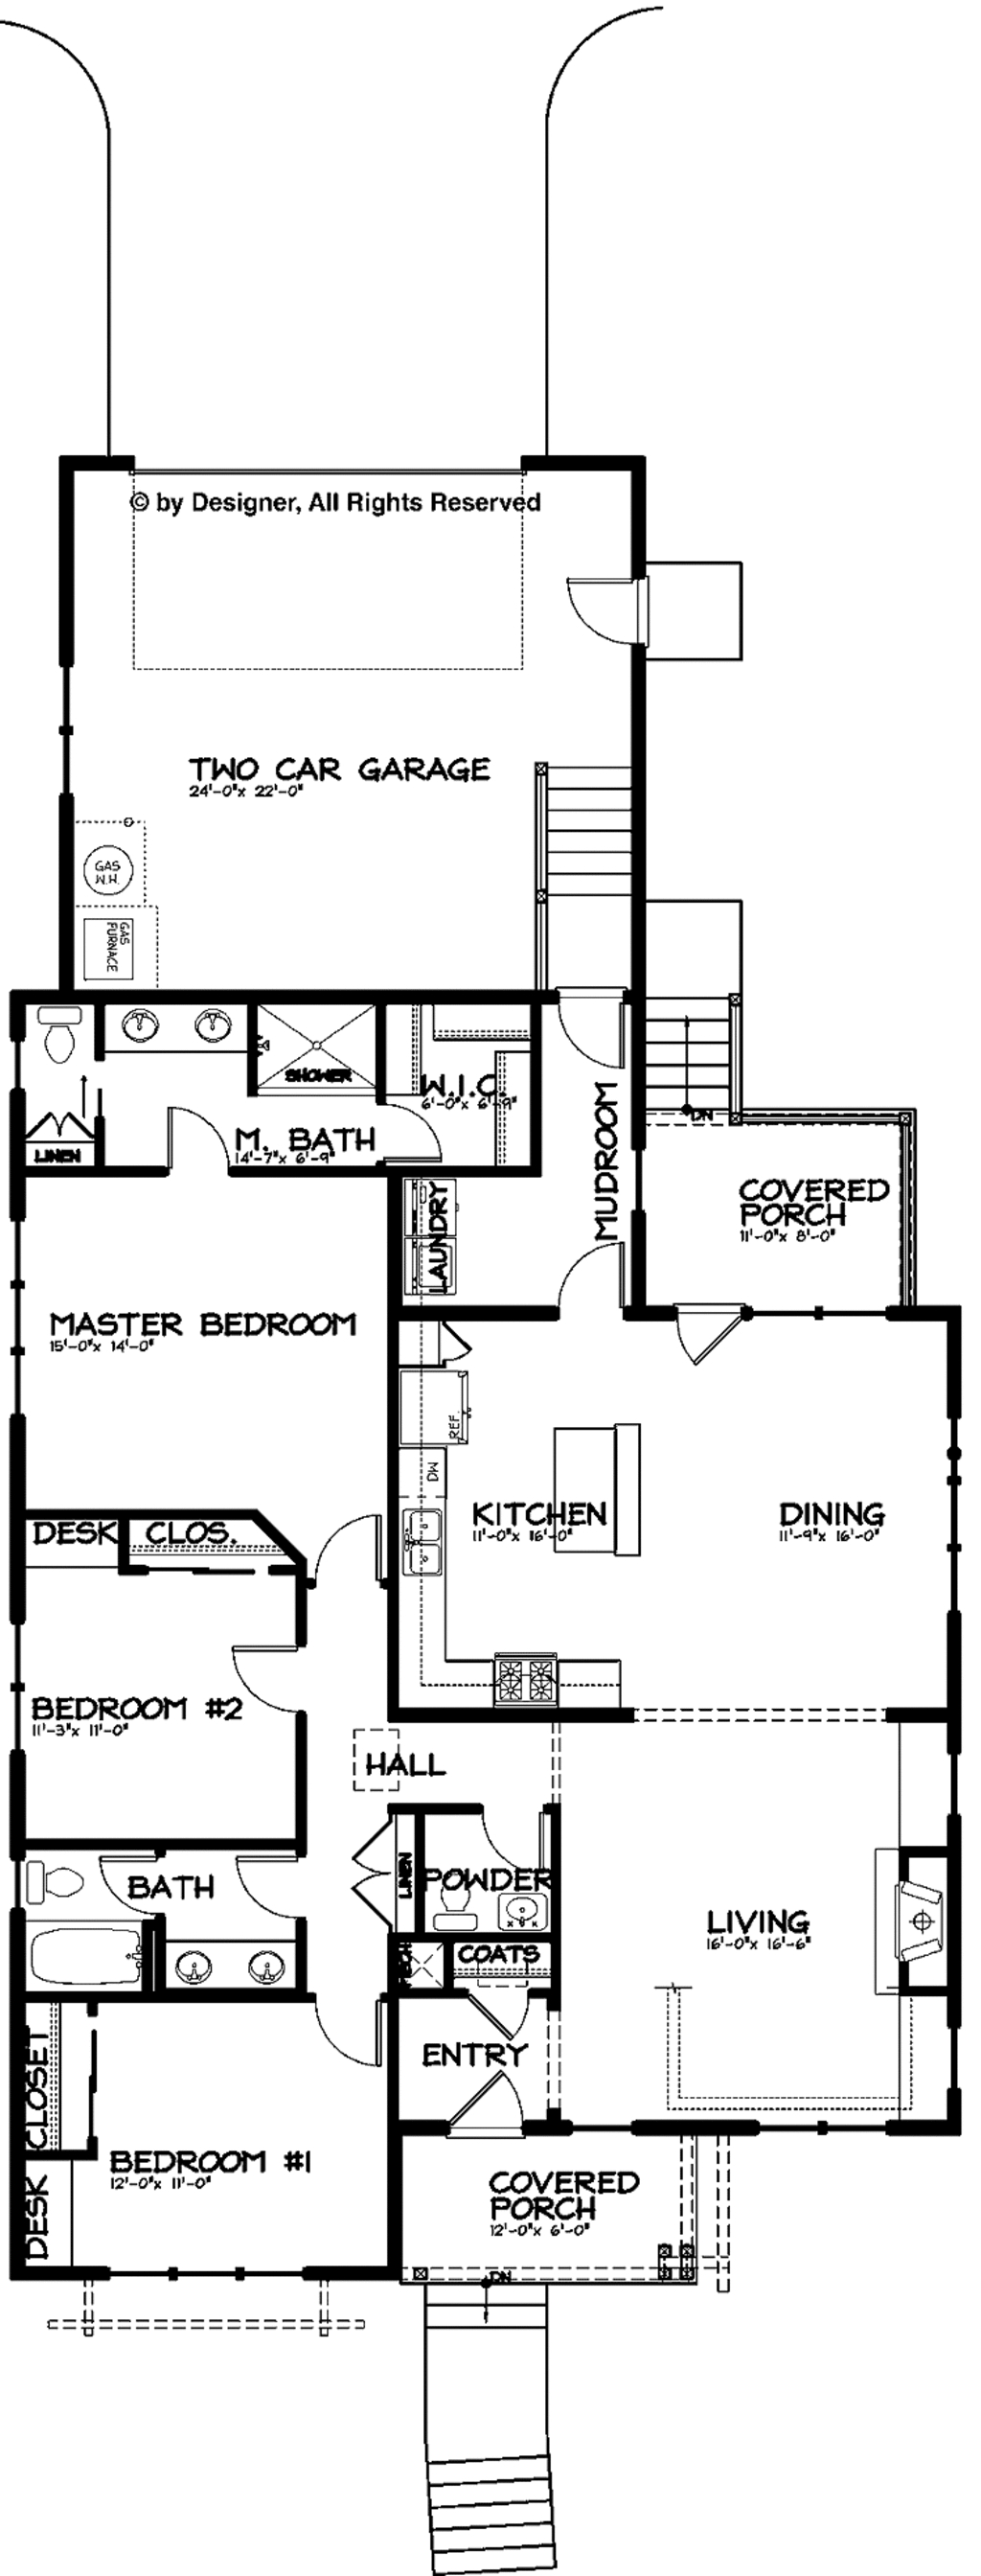 © by Designer, All Rights Reserved
TWO CAR GARAGE
24'-0"x 22'-0"
GAS
W.H.
GAS
FURNACE
SHOWER
W.I.C.
6'-0"x 6'-9"
M. BATH
14'-7"x 6'-9"
LINEN
MUDROOM
DN
LAUNDRY
COVERED
PORCH
11'-0"x 8'-0"
MASTER BEDROOM
15'-0"x 14'-0"
REF.
DW
KITCHEN
11'-0"x 16'-0"
DINING
11'-9"x 16'-0"
DESK
CLOS.
BEDROOM #2
11'-3"x 11'-0"
HALL
BATH
LINEN
POWDER
LIVING
16'-0"x 16'-6"
MECH
COATS
ENTRY
CLOSET
BEDROOM #1
12'-0"x 11'-0"
DESK
COVERED
PORCH
12'-0"x 6'-0"
DN